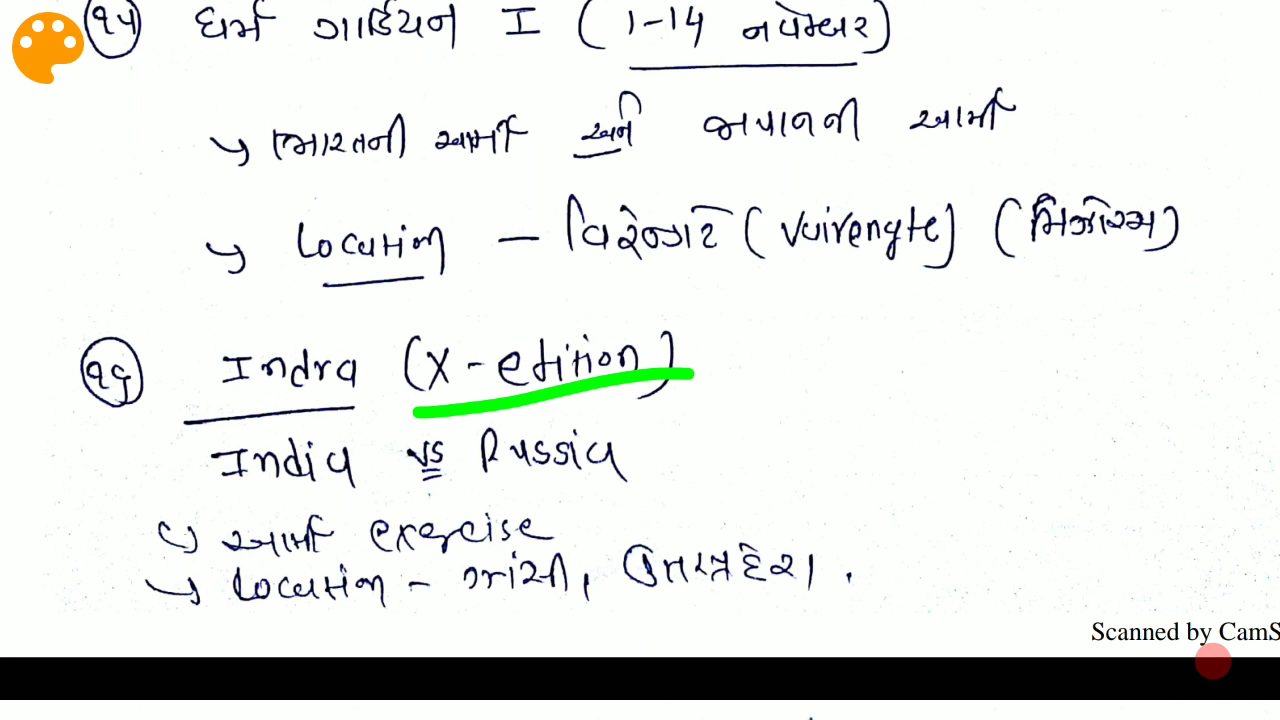 ૧૫ ધર્મ ગાર્ડિયન I (1-14 નવેમ્બર)
↳ ભારતની આર્મી અને જાપાનની આર્મી
↳ Location - વિરેન્ગટે (Vairengte) (મિઝોરમ)
૧૬ Indra (X-edition)
India vs Russia
↳ આર્મી exercise
↳ Location - ઝાંસી, ઉત્તરપ્રદેશ.
Scanned by CamS